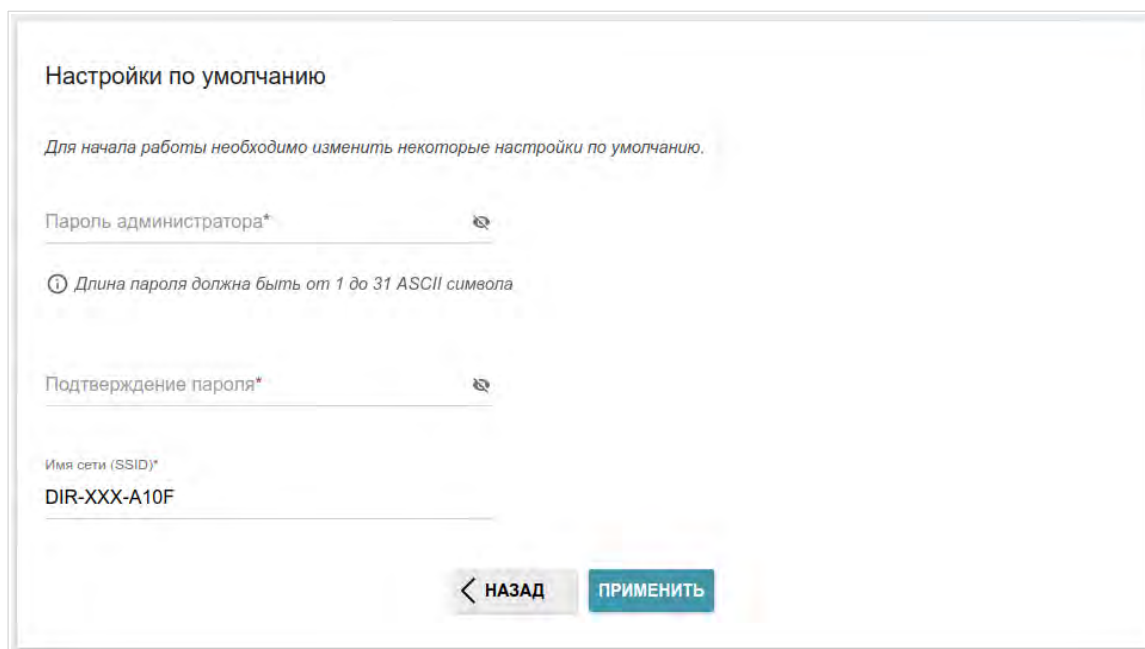 Настройки по умолчанию
Для начала работы необходимо изменить некоторые настройки по умолчанию.
Пароль администратора*
Длина пароля должна быть от 1 до 31 ASCII символа
Подтверждение пароля*
Имя сети (SSID)*
DIR-XXX-A10F
НАЗАД
ПРИМЕНИТЬ